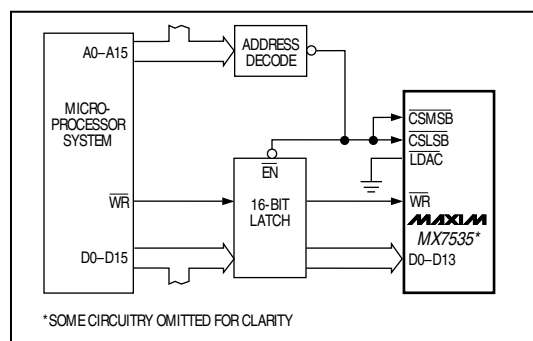 A0–A15
ADDRESS
DECODE
MICRO-
PROCESSOR
SYSTEM
CSMSB
CSLSB
LDAC
EN
WR
16-BIT
LATCH
WR
MAXIM
MX7535*
D0–D15
D0–D13
*SOME CIRCUITRY OMITTED FOR CLARITY